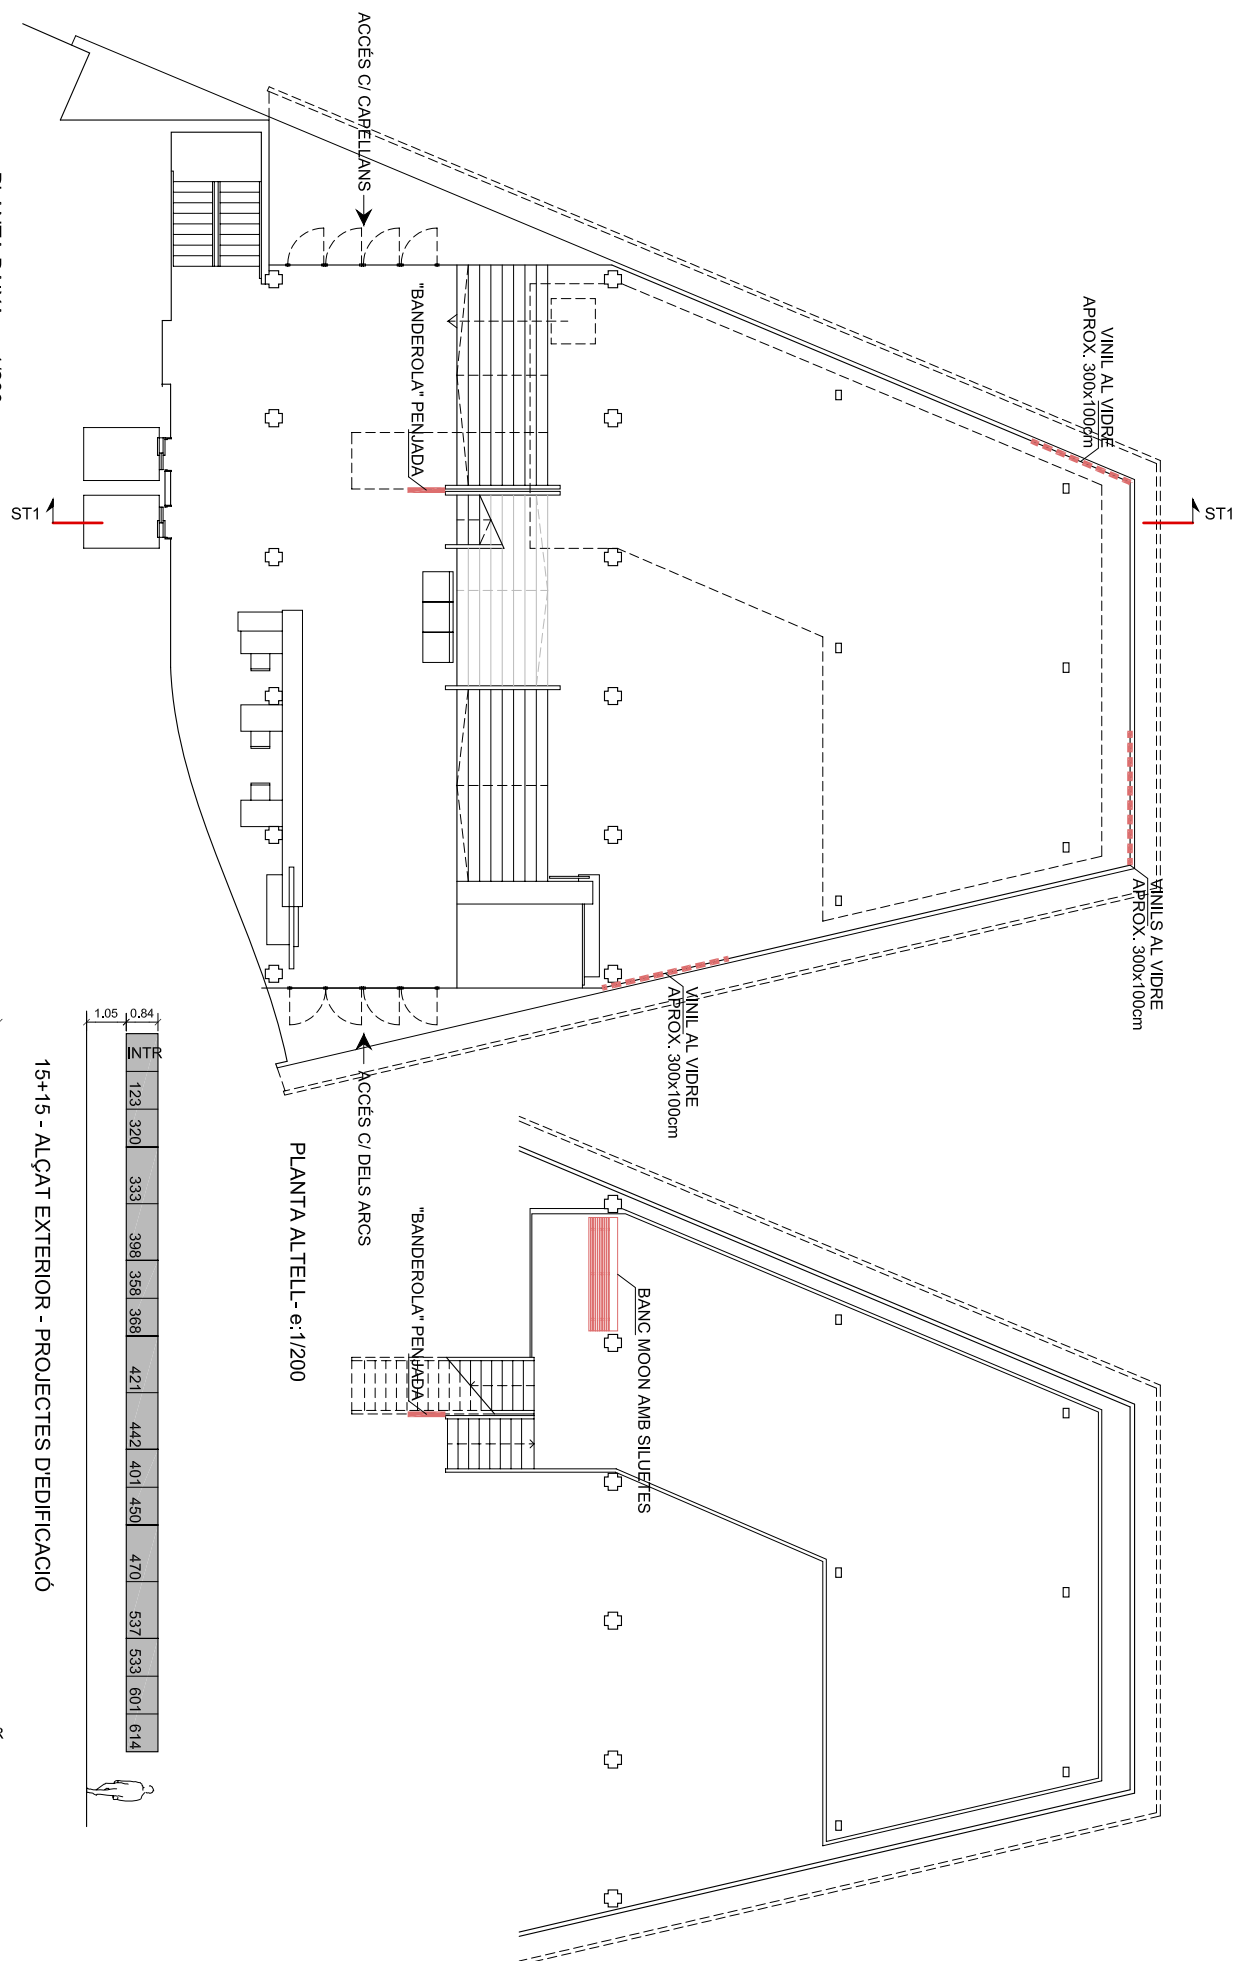 ACCÉS C/ CAPELLANS
"BANDEROLA" PENJADA
VINIL AL VIDRE
APROX. 300x100cm
ST1
ST1
VINILS AL VIDRE
APROX. 300x100cm
VINIL AL VIDRE
APROX. 300x100cm
ACCÉS C/ DELS ARCS
PLANTA ALTELL- e:1/200
"BANDEROLA" PENJADA
BANC MOON AMB SILUETES
1.05 0.84
INTR 123 320 333 398 358 368 421 442 401 450 470 537 533 601 614
15+15 - ALÇAT EXTERIOR - PROJECTES D'EDIFICACIÓ